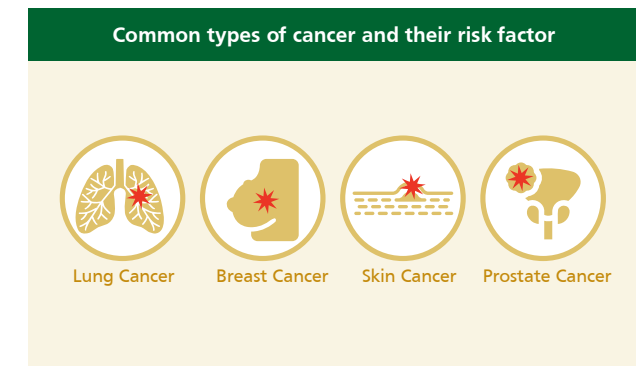 Common types of cancer and their risk factor
Lung Cancer
Breast Cancer
Skin Cancer
Prostate Cancer